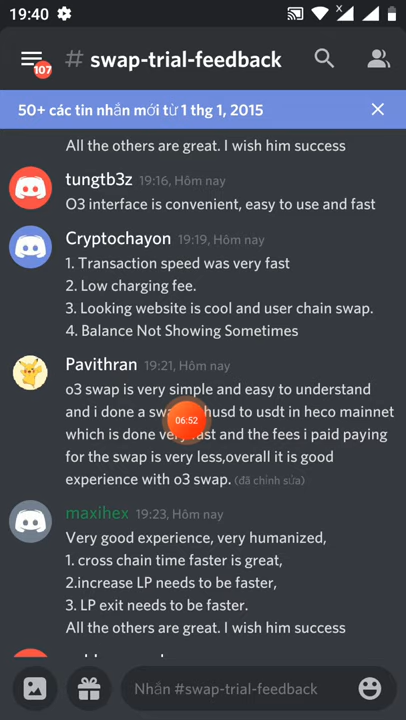 19:40
107
# swap-trial-feedback
50+ các tin nhắn mới từ 1 thg 1, 2015
All the others are great. I wish him success
tungtb3z 19:16, Hôm nay
O3 interface is convenient, easy to use and fast
Cryptochayon 19:19, Hôm nay
1. Transaction speed was very fast
2. Low charging fee.
3. Looking website is cool and user chain swap.
4. Balance Not Showing Sometimes
Pavithran 19:21, Hôm nay
o3 swap is very simple and easy to understand
and i done a husd to usdt in heco mainnet
06:52
which is done very fast and the fees i paid paying
for the swap is very less,overall it is good
experience with o3 swap. (đã chỉnh sửa)
maxihex 19:23, Hôm nay
Very good experience, very humanized,
1. cross chain time faster is great,
2.increase LP needs to be faster,
3. LP exit needs to be faster.
All the others are great. I wish him success
Nhắn #swap-trial-feedback